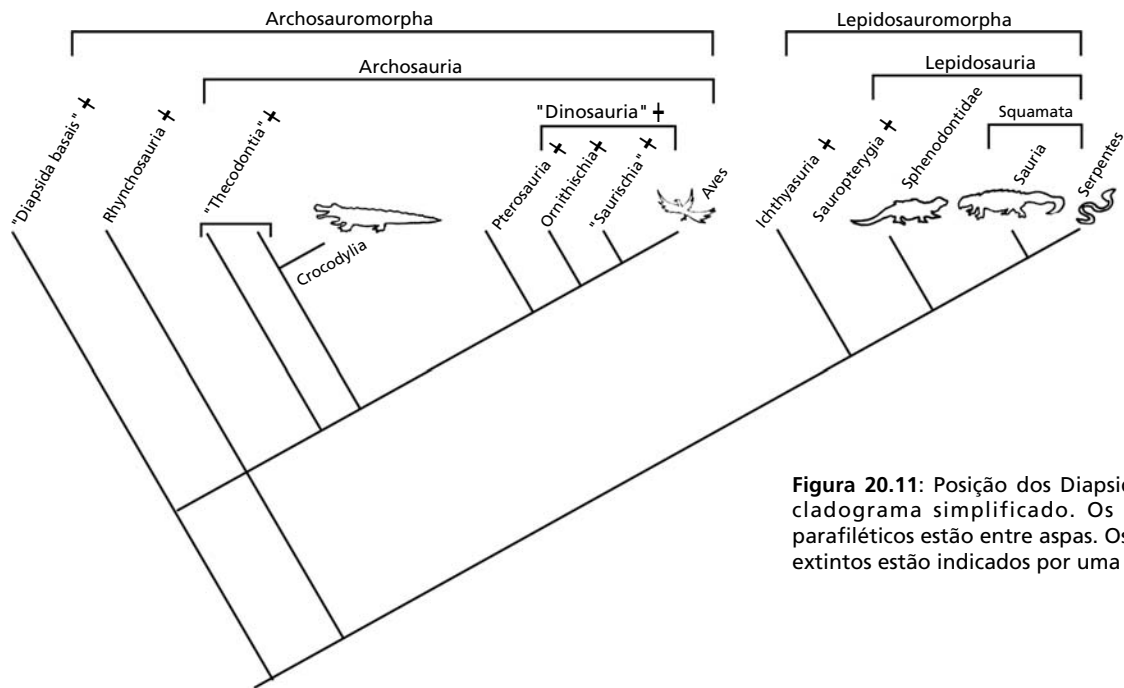 Archosauromorpha
Lepidosauromorpha
Archosauria
Lepidosauria
"Dinosauria"
Squamata
"Diapsida basais"
Rhynchosauria
"Thecodontia"
Crocodylia
Pterosauria
Ornithischia
"Saurischia"
Aves
Ichthyasuria
Sauropterygia
Sphenodontidae
Sauria
Serpentes
Figura 20.11: Posição dos Diapsid
cladograma simplificado. Os
parafiléticos estão entre aspas. Os
extintos estão indicados por uma